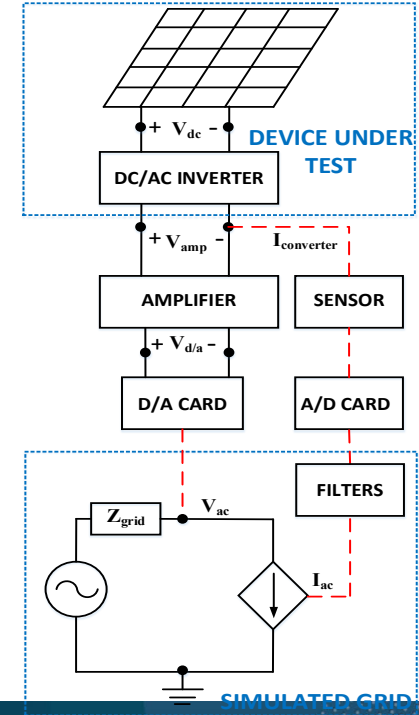 + Vdc -
DEVICE UNDER
TEST
DC/AC INVERTER
+ Vamp -
Iconverter
AMPLIFIER
SENSOR
+ Vd/a -
D/A CARD
A/D CARD
FILTERS
Zgrid
Vac
Iac
SIMULATED GRID